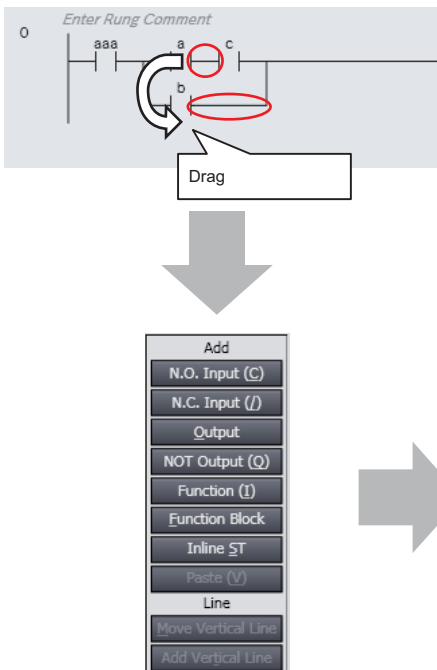 Enter Rung Comment
0
aaa a c
b
Drag
Add
N.O. Input (C)
N.C. Input (/)
Output
NOT Output (Q)
Function (I)
Function Block
Inline ST
Paste (V)
Line
Move Vertical Line
Add Vertical Line